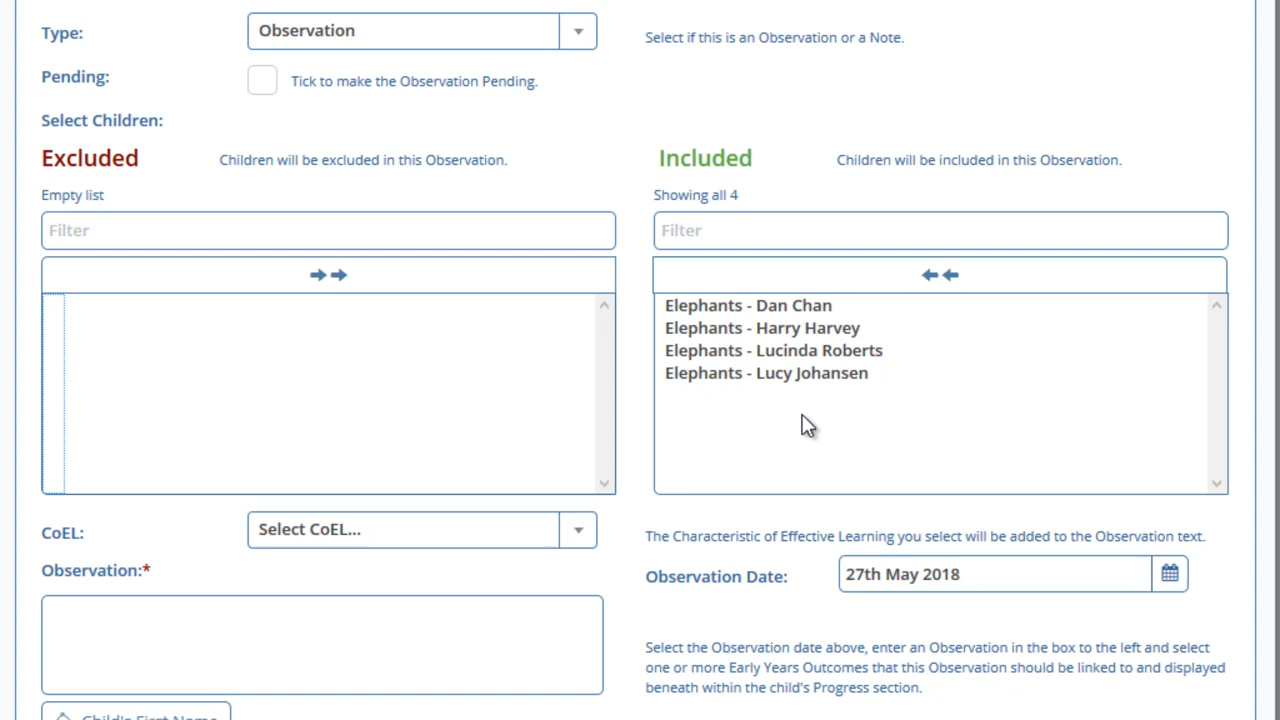 Type:
Observation
Select if this is an Observation or a Note.
Pending:
Tick to make the Observation Pending.
Select Children:
Excluded
Children will be excluded in this Observation.
Included
Children will be included in this Observation.
Empty list
Showing all 4
Filter
Filter
Elephants - Dan Chan
Elephants - Harry Harvey
Elephants - Lucinda Roberts
Elephants - Lucy Johansen
CoEL:
Select CoEL...
The Characteristic of Effective Learning you select will be added to the Observation text.
Observation:*
Observation Date:
27th May 2018
Select the Observation date above, enter an Observation in the box to the left and select
one or more Early Years Outcomes that this Observation should be linked to and displayed
beneath within the child's Progress section.
Child's First Name